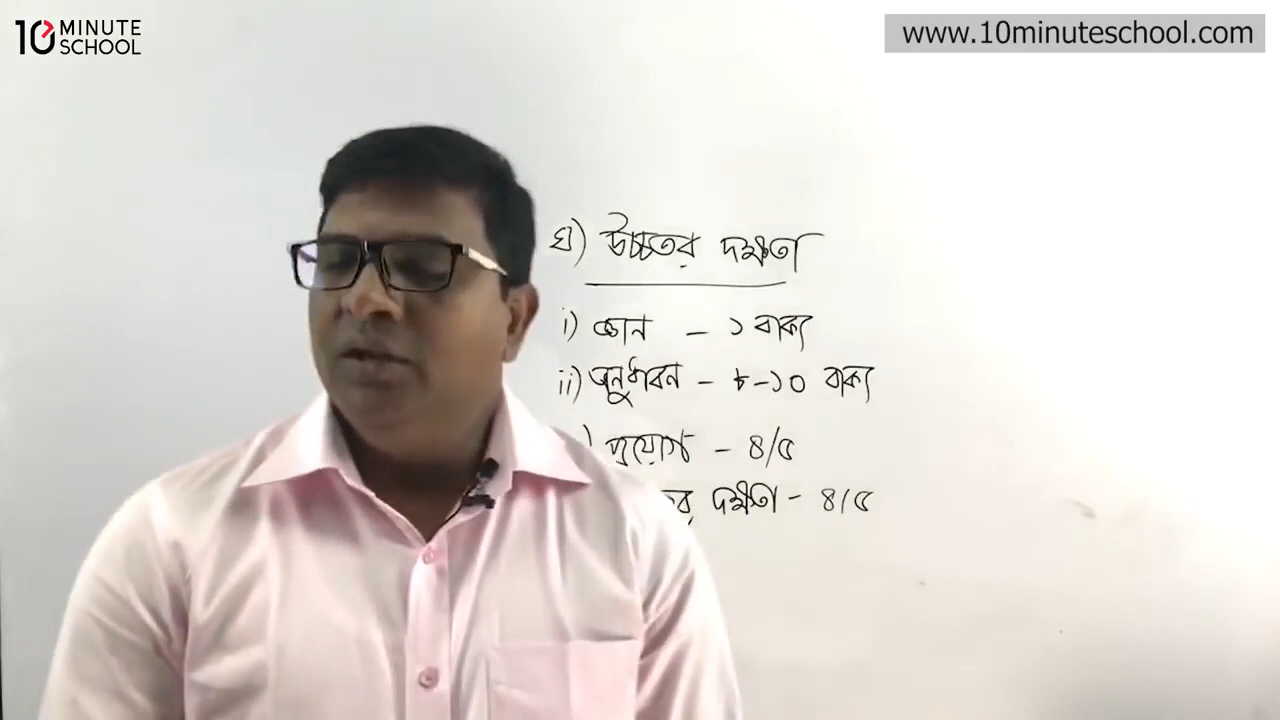 10 MINUTE
SCHOOL
www.10minuteschool.com
ঘ) উচ্চতর দক্ষতা
i) জ্ঞান – ১ বাক্য
ii) অনুধাবন – ৮-১০ বাক্য
) প্রয়োগ – ৪/৫
তর দক্ষতা - ৪/৫